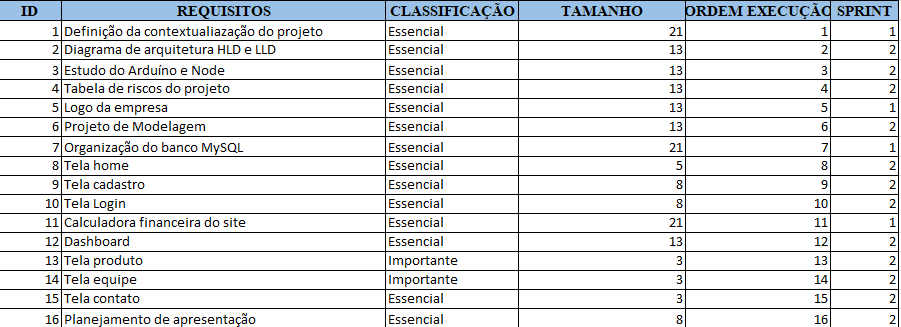 ID REQUISITOS CLASSIFICAÇÃO TAMANHO ORDEM EXECUÇÃO SPRINT
1 Definição da contextualiazação do projeto Essencial 21 1 1
2 Diagrama de arquitetura HLD e LLD Essencial 13 2 2
3 Estudo do Arduíno e Node Essencial 13 3 2
4 Tabela de riscos do projeto Essencial 13 4 2
5 Logo da empresa Essencial 13 5 1
6 Projeto de Modelagem Essencial 13 6 2
7 Organização do banco MySQL Essencial 21 7 1
8 Tela home Essencial 5 8 2
9 Tela cadastro Essencial 8 9 2
10 Tela Login Essencial 8 10 2
11 Calculadora financeira do site Essencial 21 11 1
12 Dashboard Essencial 13 12 2
13 Tela produto Importante 3 13 2
14 Tela equipe Importante 3 14 2
15 Tela contato Essencial 3 15 2
16 Planejamento de apresentação Essencial 8 16 2